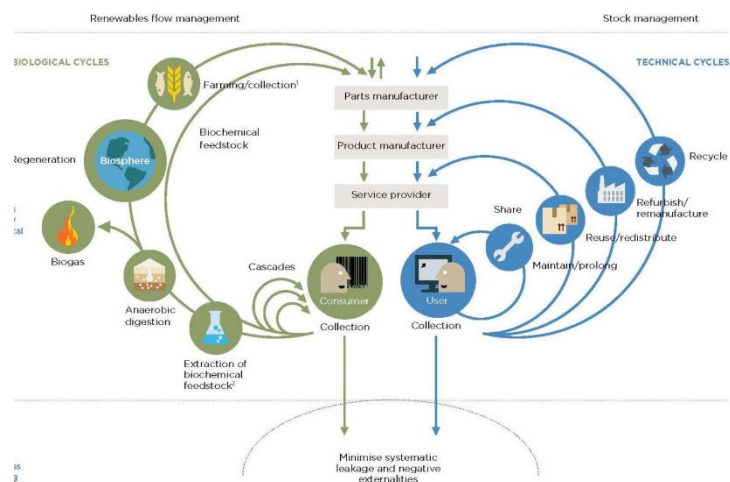 Renewables flow management
Stock management
BIOLOGICAL CYCLES
TECHNICAL CYCLES
Farming/collection¹
Parts manufacturer
Biochemical
feedstock
Product manufacturer
Regeneration
Biosphere
Recycle
Service provider
Share
Refurbish/
remanufacture
Reuse/redistribute
Biogas
Cascades
Maintain/prolong
Consumer
User
Anaerobic
digestion
Collection
Collection
Extraction of
biochemical
feedstock²
Minimise systematic
leakage and negative
externalities